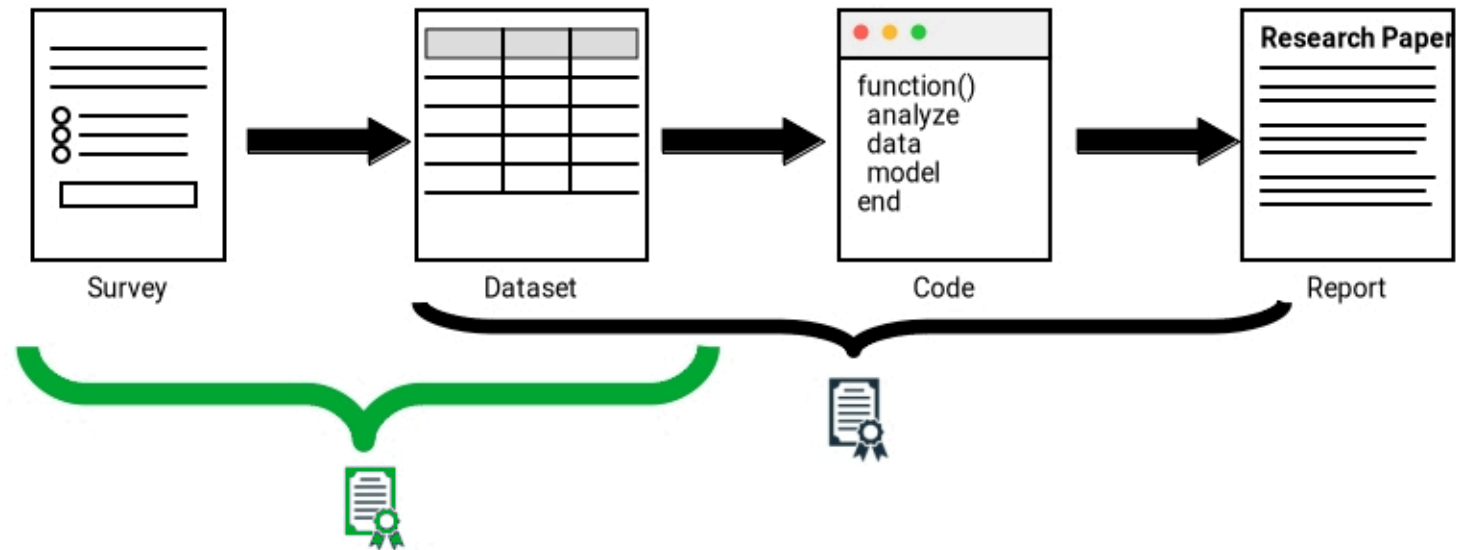 Research Paper
function()
analyze
data
model
end
Survey
Dataset
Code
Report